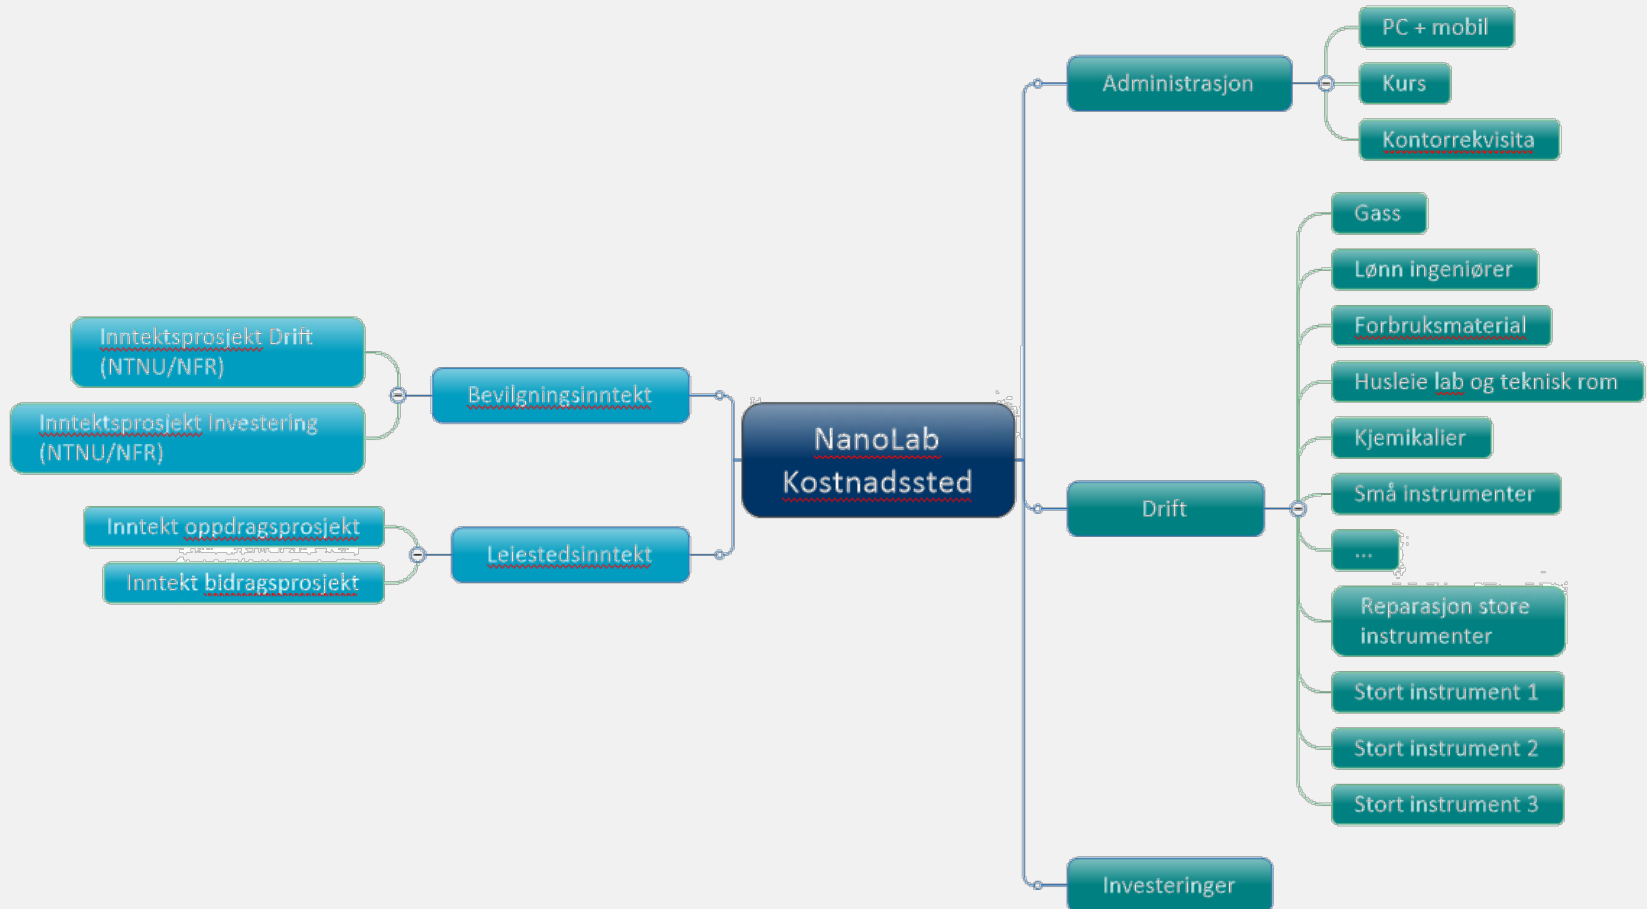 PC + mobil
Administrasjon
Kurs
Kontorrekvisita
Gass
Lønn ingeniører
Forbruksmaterial
Husleie lab og teknisk rom
Kjemikalier
Små instrumenter
Drift
...
Reparasjon store
instrumenter
Stort instrument 1
Stort instrument 2
Stort instrument 3
Investeringer
NanoLab
Kostnadssted
Bevilgningsinntekt
Inntektsprosjekt Drift
(NTNU/NFR)
Inntektsprosjekt Investering
(NTNU/NFR)
Leiestedsinntekt
Inntekt oppdragsprosjekt
Inntekt bidragsprosjekt